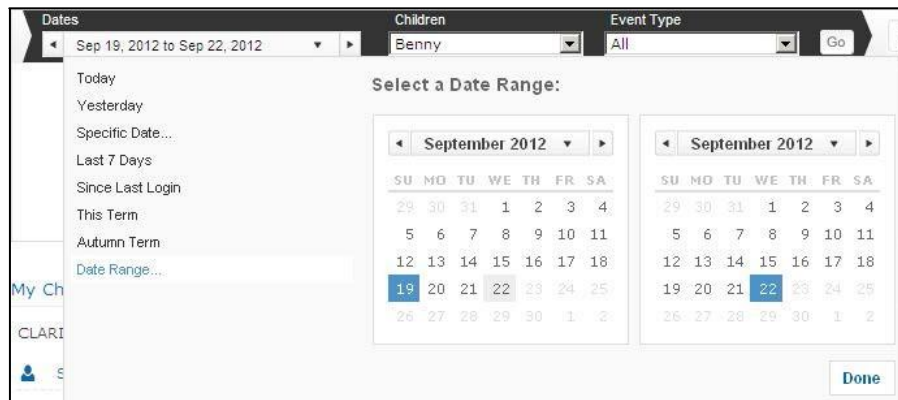 Dates Children Event Type
Sep 19, 2012 to Sep 22, 2012 Benny All Go
Today
Yesterday
Specific Date...
Last 7 Days
Since Last Login
This Term
Autumn Term
Date Range...
My Ch
CLARI
S
Select a Date Range:
September 2012
SU MO TU WE TH FR SA
29 30 31 1 2 3 4
5 6 7 8 9 10 11
12 13 14 15 16 17 18
19 20 21 22 23 24 25
26 27 28 29 30 1 2
September 2012
SU MO TU WE TH FR SA
29 30 31 1 2 3 4
5 6 7 8 9 10 11
12 13 14 15 16 17 18
19 20 21 22 23 24 25
26 27 28 29 30 1 2
Done